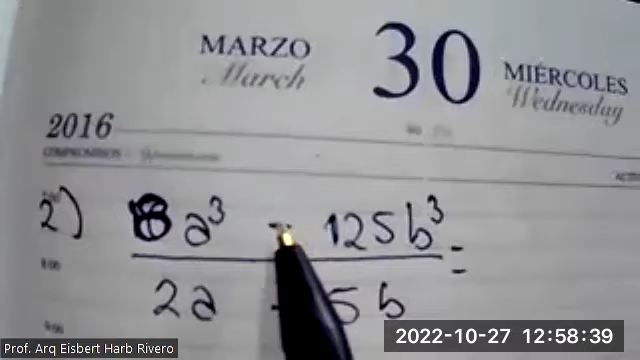 MARZO 30 MIÉRCOLES
March Wednesday
2016
2) 8a³ - 125b³ =
2a - 5b
Prof. Arq Eisbert Harb Rivero
2022-10-27 12:58:39